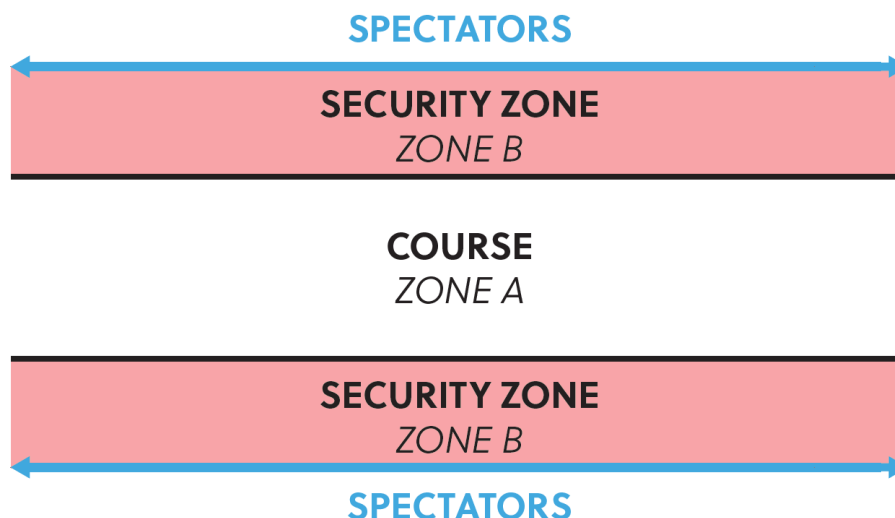 SPECTATORS
SECURITY ZONE
ZONE B
COURSE
ZONE A
SECURITY ZONE
ZONE B
SPECTATORS